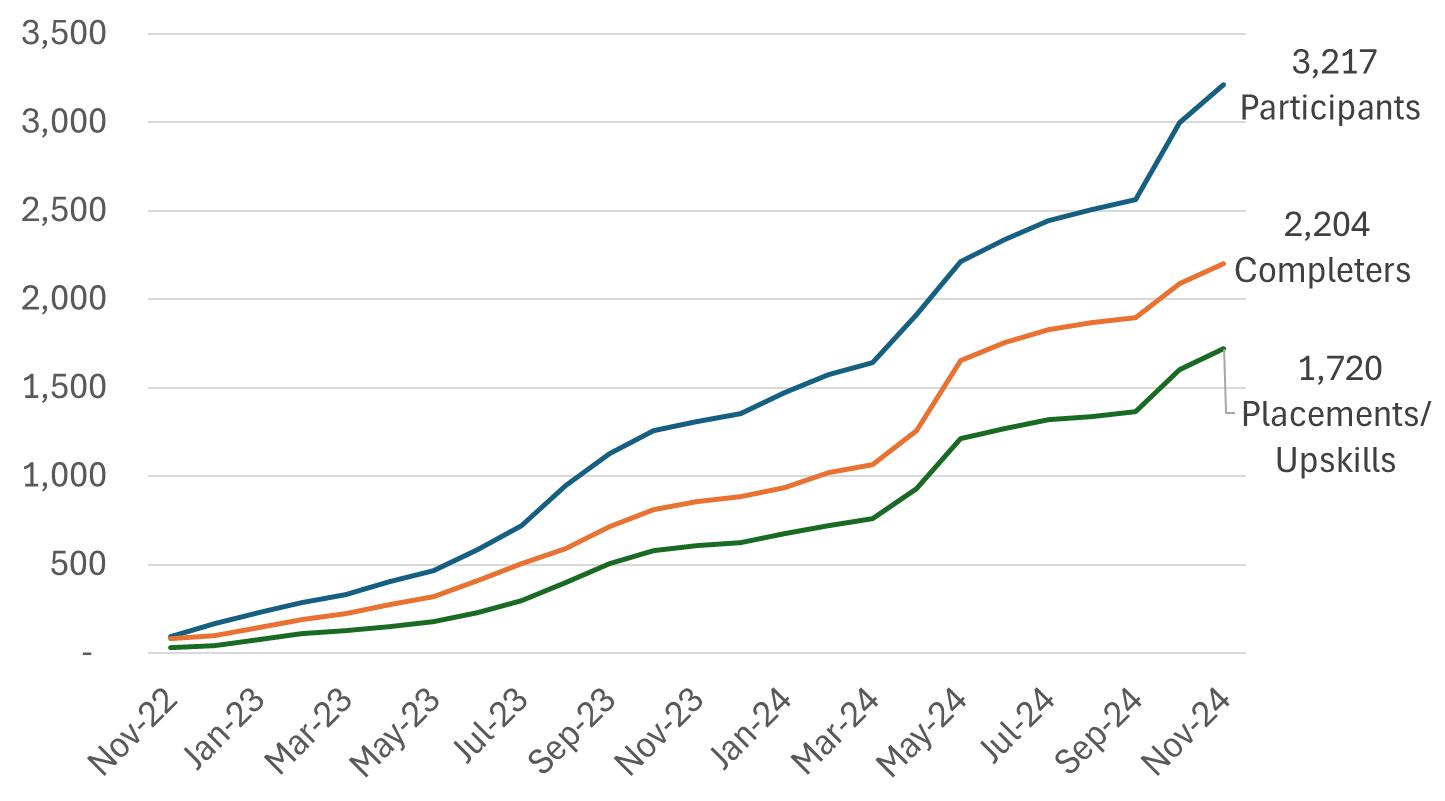 3,500
3,217
Participants
3,000
2,500
2,204
Completers
2,000
1,720
1,500
Placements/
Upskills
1,000
500
-
Nov-22
Jan-23
Mar-23
May-23
Jul-23
Sep-23
Nov-23
Jan-24
Mar-24
May-24
Jul-24
Sep-24
Nov-24